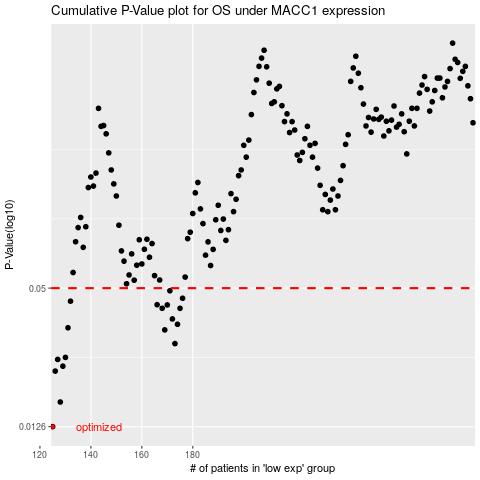 Cumulative P-Value plot for OS under MACC1 expression
P-Value(log10)
0.05
0.0126
optimized
120 140 160 180
# of patients in 'low exp' group